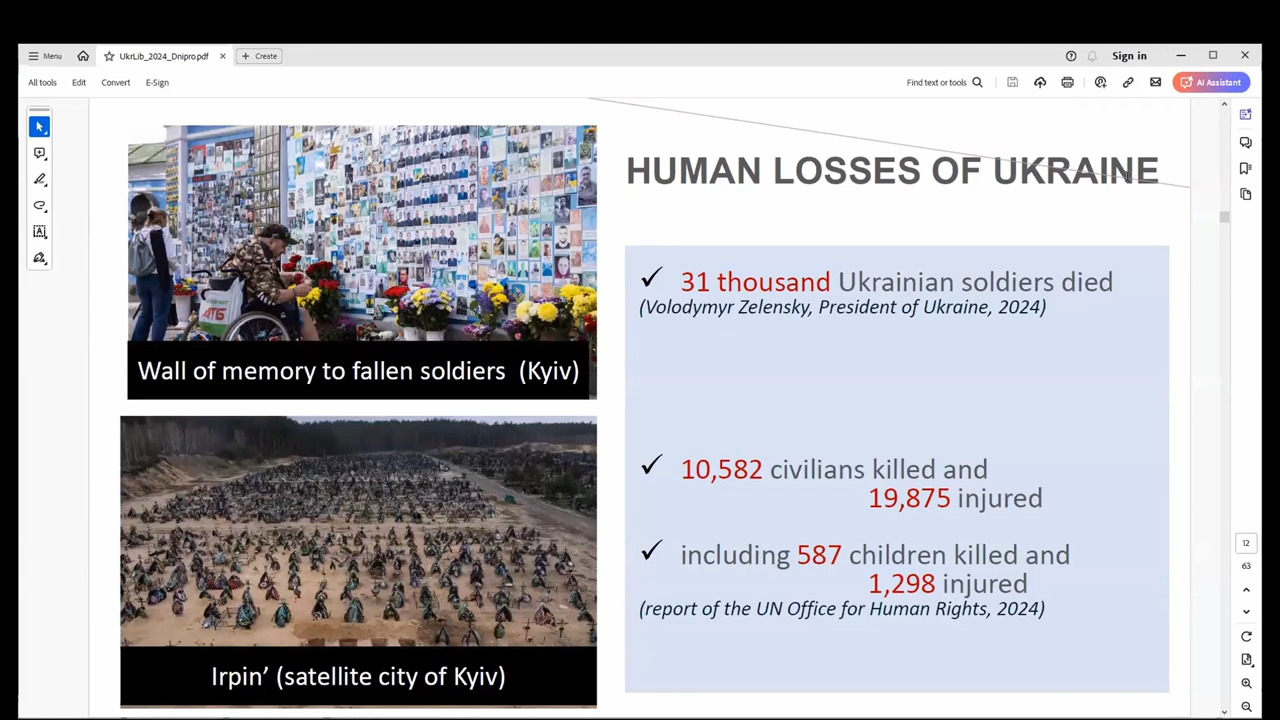 Menu
UkrLib_2024_Dnipro.pdf
Create
Sign in
All tools
Edit
Convert
E-Sign
Find text or tools
AI Assistant
HUMAN LOSSES OF UKRAINE
✓ 31 thousand Ukrainian soldiers died
(Volodymyr Zelensky, President of Ukraine, 2024)
✓ 10,582 civilians killed and
19,875 injured
✓ including 587 children killed and
1,298 injured
(report of the UN Office for Human Rights, 2024)
АТБ
Wall of memory to fallen soldiers (Kyiv)
Irpin’ (satellite city of Kyiv)
12
63